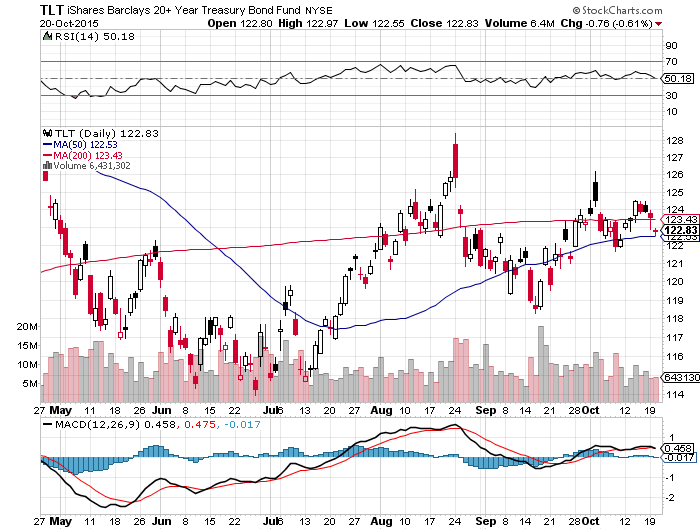 TLT iShares Barclays 20+ Year Treasury Bond Fund NYSE © StockCharts.com
20-Oct-2015 Open 122.80 High 122.97 Low 122.55 Close 122.83 Volume 6.4M Chg -0.76 (-0.61%)
RSI(14) 50.18
90
70
50.18
30
10
TLT (Daily) 122.83
MA(50) 122.53
MA(200) 123.43
Volume 6,431,302
128
127
126
125
124
123.43
122.83
122
121
120
119
118
117
116
115
114
20M
15M
10M
5M
643130
27 May 11 18 26 Jun 8 15 22 Jul 6 13 20 27 Aug 10 17 24 Sep 8 14 21 28 Oct 12 19
MACD(12,26,9) 0.458, 0.475, -0.017
1
0.458
-0.017
-1
-2
27 May 11 18 26 Jun 8 15 22 Jul 6 13 20 27 Aug 10 17 24 Sep 8 14 21 28 Oct 12 19